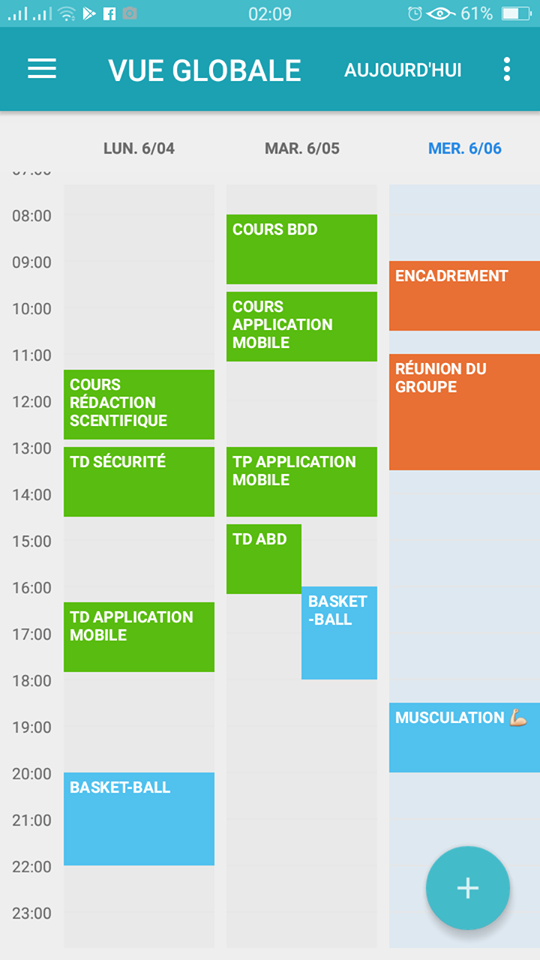 02:09
61%
VUE GLOBALE
AUJOURD'HUI
LUN. 6/04
MAR. 6/05
MER. 6/06
07:00
08:00
09:00
10:00
11:00
12:00
13:00
14:00
15:00
16:00
17:00
18:00
19:00
20:00
21:00
22:00
23:00
COURS
RÉDACTION
SCENTIFIQUE
TD SÉCURITÉ
TD APPLICATION
MOBILE
BASKET-BALL
COURS BDD
COURS
APPLICATION
MOBILE
TP APPLICATION
MOBILE
TD ABD
BASKET
-BALL
ENCADREMENT
RÉUNION DU
GROUPE
MUSCULATION 💪🏼
+